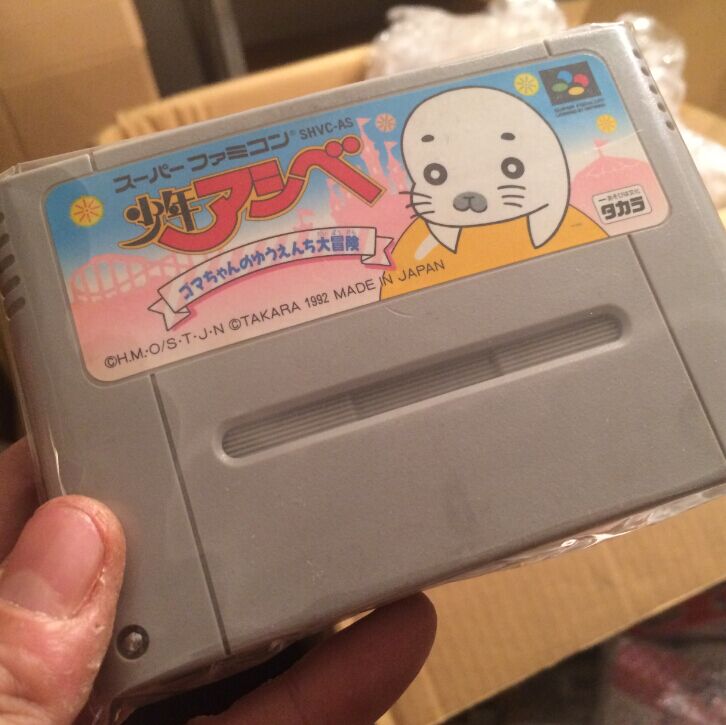 スーパーファミコン® SHVC-AS
少年アシベ
ゴマちゃんのゆうえんち大冒険
©H.M.O/S・T・J・N ©TAKARA 1992 MADE IN JAPAN
SUPER FAMICOM
タカラ